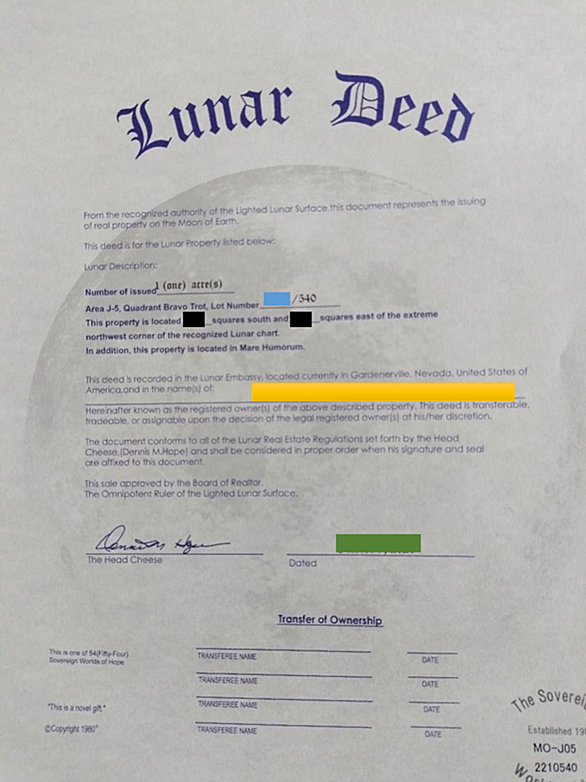 Lunar Deed
From the recognized authority of the Lighted Lunar Surface,this document represents the issuing
of real property on the Moon of Earth.
This deed is for the Lunar Property listed below:
Lunar Description:
Number of issued 1 (one) acre(s)
Area J-5, Quadrant Bravo Trot, Lot Number /540
This property is located squares south and squares east of the extreme
northwest corner of the recognized Lunar chart.
In addition, this property is located in Mare Humorum.
This deed is recorded in the Lunar Embassy, located currently in Gardenerville, Nevada, United States of
America,and in the name(s) of:
Hereinafter known as the registered owner(s) of the above described property. This deed is transferable,
tradeable, or assignable upon the decision of the legal registered owner(s) at his/her discretion.
The document conforms to all of the Lunar Real Estate Regulations set forth by the Head
Cheese,(Dennis M.Hope) and shall be considered in proper order when his signature and seal
are affixed to this document.
This sale approved by the Board of Realtor.
The Omnipotent Ruler of the Lighted Lunar Surface.
The Head Cheese
Dated
Transfer of Ownership
This is one of 54(Fifty-Four)
Sovereign Worlds of Hope
TRANSFEREE NAME DATE
TRANSFEREE NAME DATE
"This is a novel gift."
TRANSFEREE NAME DATE
©Copyright 1980"
TRANSFEREE NAME DATE
The Soverei
Established 198
MO-J05
2210540